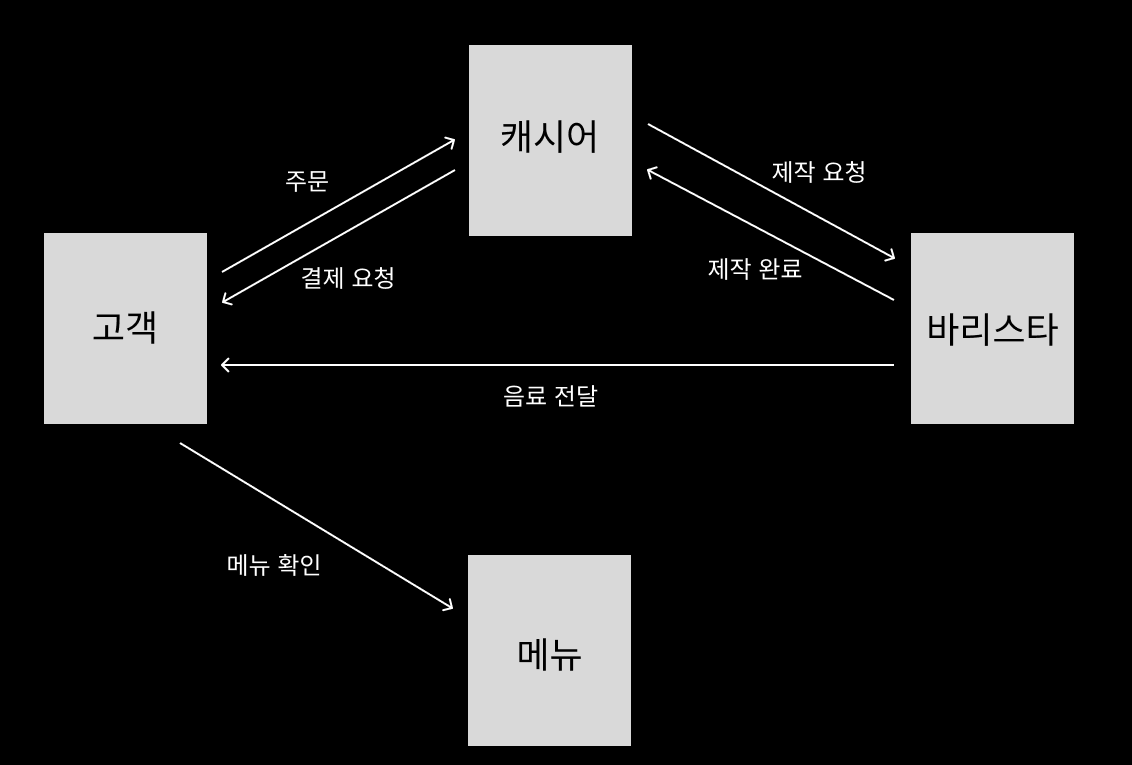 캐시어
주문
제작 요청
결제 요청
제작 완료
고객
바리스타
음료 전달
메뉴 확인
메뉴